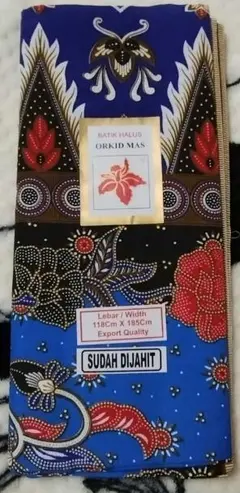 BATIK HALUS
ORKID MAS
Lebar / Width
118Cm X 185Cm
Export Quality
SUDAH DIJAHIT